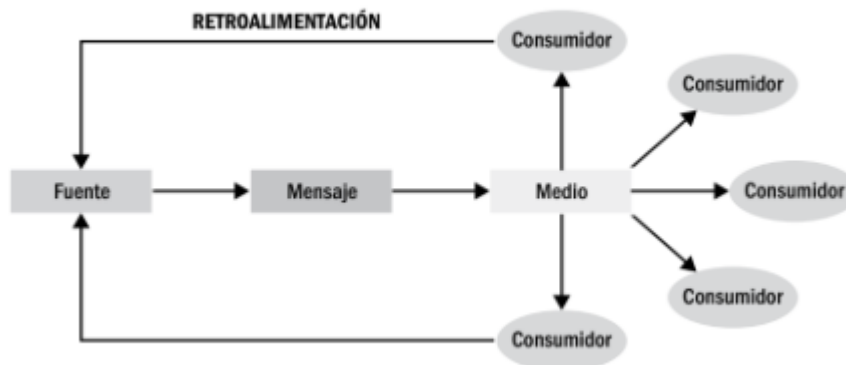 RETROALIMENTACIÓN
Consumidor
Consumidor
Fuente
Mensaje
Medio
Consumidor
Consumidor
Consumidor